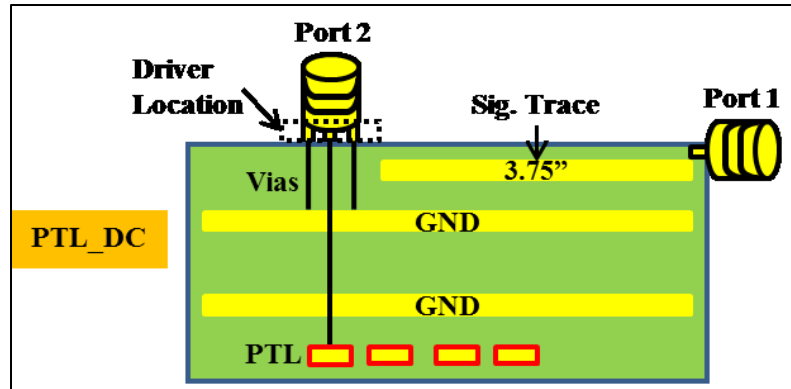 Port 2
Driver
Location
Sig. Trace
Port 1
3.75”
Vias
GND
PTL_DC
GND
PTL